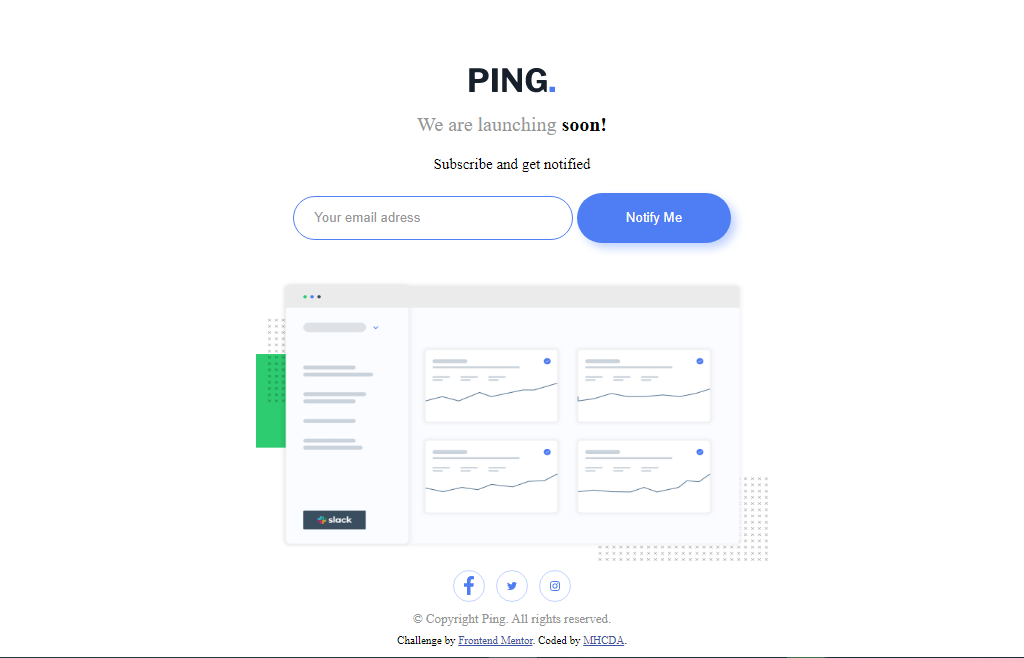 PING.
We are launching soon!
Subscribe and get notified
Your email adress
Notify Me
slack
© Copyright Ping. All rights reserved.
Challenge by Frontend Mentor. Coded by MHCDA.